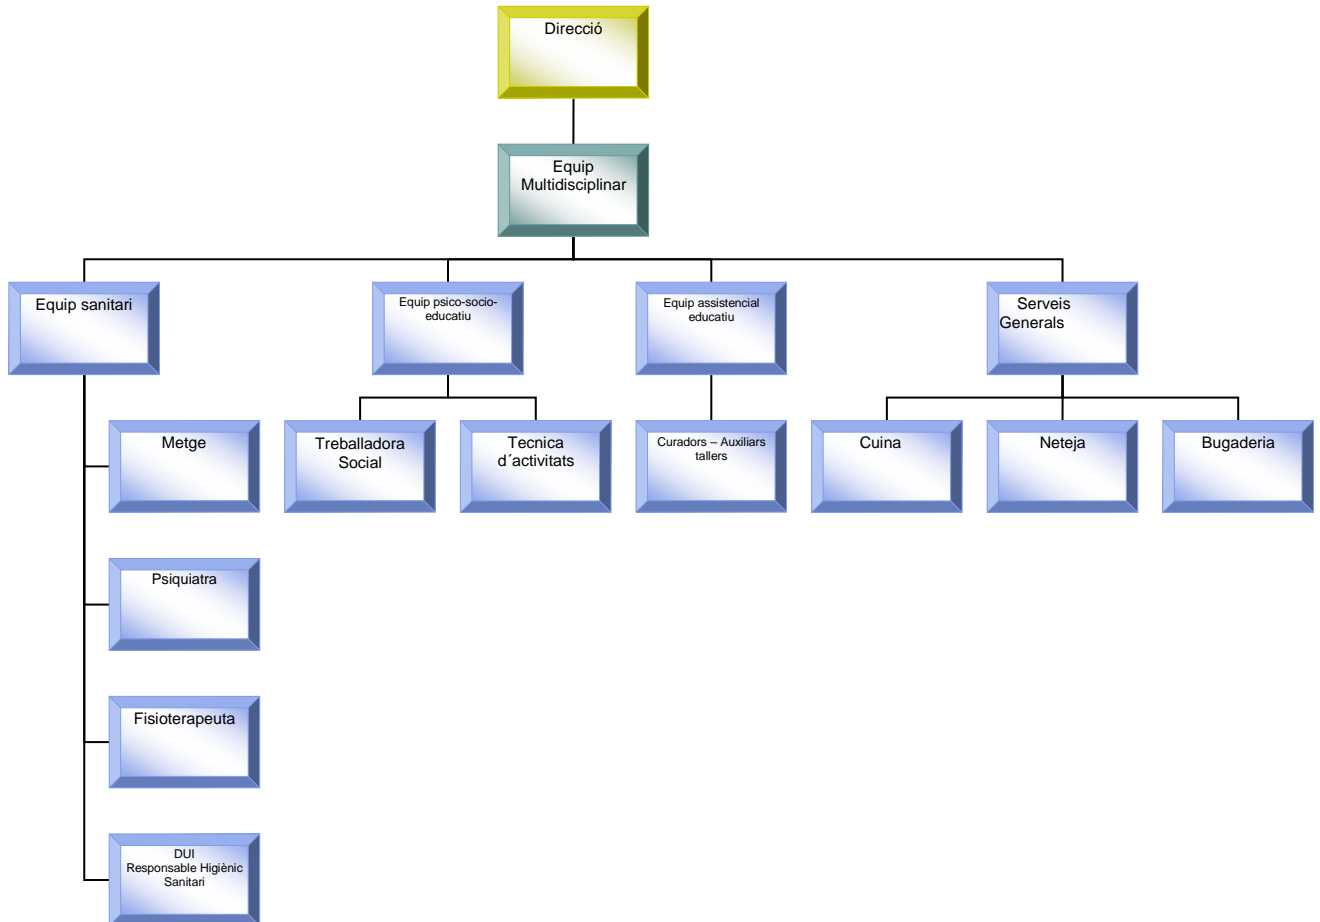 Direcció
Equip
Multidisciplinar
Equip sanitari
Equip psico-socio-
educatiu
Equip assistencial
educatiu
Serveis
Generals
Metge
Treballadora
Social
Tecnica
d´activitats
Curadors – Auxiliars
tallers
Cuina
Neteja
Bugaderia
Psiquiatra
Fisioterapeuta
DUI
Responsable Higiènic
Sanitari